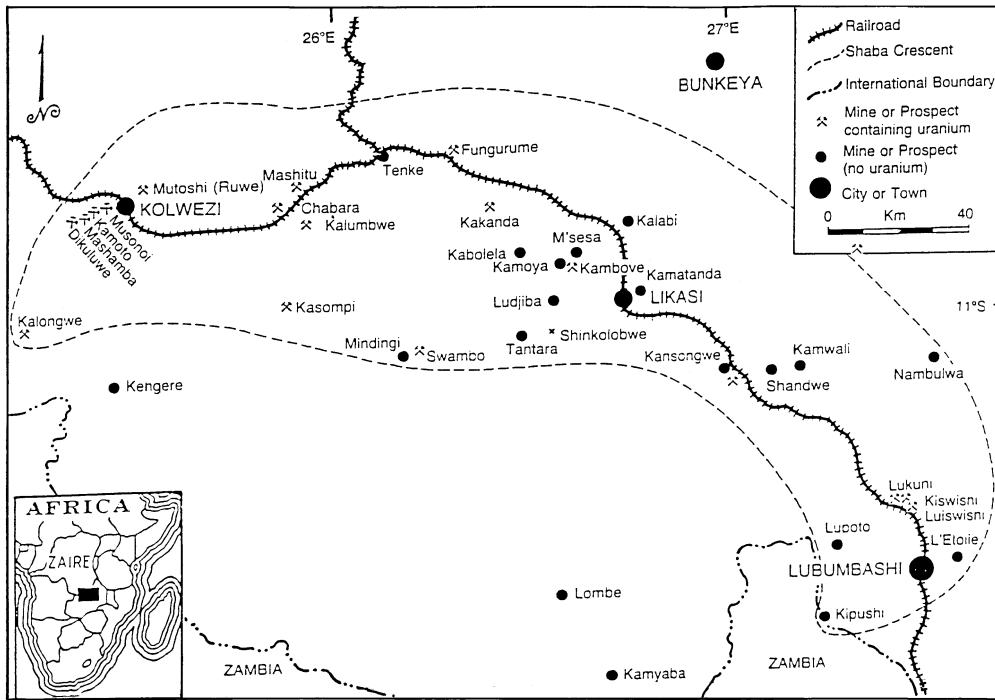 26°E
27°E
BUNKEYA
Railroad
Shaba Crescent
International Boundary
Mine or Prospect
containing uranium
Mine or Prospect
(no uranium)
City or Town
0 Km 40
N
Fungurume
Tenke
Mashitu
Mutoshi (Ruwe)
KOLWEZI
Chabara
Kalumbwe
Kakanda
Kalabi
Musonoi
Kamoto
Mashamba
Dikuluwe
M'sesa
Kabolela
Kamoya
Kambove
Kamatanda
LIKASI
Ludjiba
Kasompi
11°S
Kalongwe
Shinkolobwe
Tantara
Mindingi
Swambo
Kansongwe
Kamwali
Shandwe
Nambulwa
Kengere
Lukuni
Kiswisni
Luiswisni
Lupoto
L'Etoile
LUBUMBASHI
AFRICA
ZAIRE
Lombe
Kipushi
ZAMBIA
Kamyaba
ZAMBIA